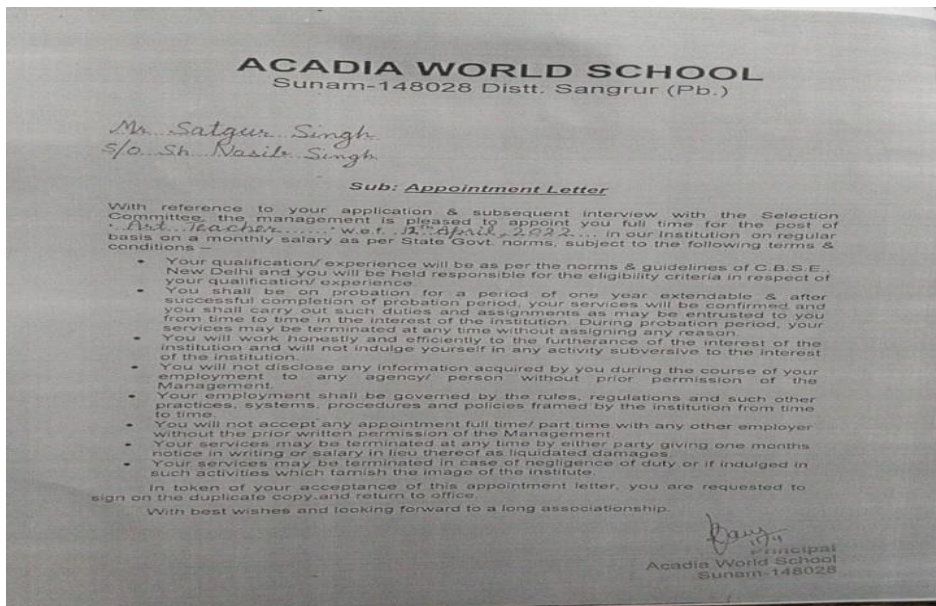 ACADIA WORLD SCHOOL
Sunam-148028 Distt. Sangrur (Pb.)
Mr. Satgur Singh
S/o Sh. Nasib Singh
Sub: Appointment Letter
With reference to your application & subsequent interview with the Selection
Committee, the management is pleased to appoint you full time for the post of
Art Teacher w.e.f. 12th April, 2022 in our Institution on regular
basis on a monthly salary as per State Govt. norms, subject to the following terms &
conditions –
• Your qualification/ experience will be as per the norms & guidelines of C.B.S.E.,
New Delhi and you will be held responsible for the eligibility criteria in respect of
your qualification/ experience.
• You shall be on probation for a period of one year extendable & after
successful completion of probation period, your services will be confirmed and
you shall carry out such duties and assignments as may be entrusted to you
from time to time in the interest of the institution. During probation period, your
services may be terminated at any time without assigning any reason.
• You will work honestly and efficiently to the furtherance of the interest of the
institution and will not indulge yourself in any activity subversive to the interest
of the institution.
• You will not disclose any information acquired by you during the course of your
employment to any agency/ person without prior permission of the
Management.
• Your employment shall be governed by the rules, regulations and such other
practices, systems, procedures and policies framed by the institution from time
to time.
• You will not accept any appointment full time/ part time with any other employer
without the prior written permission of the Management.
• Your services may be terminated at any time by either party giving one months
notice in writing or salary in lieu thereof as liquidated damages.
• Your services may be terminated in case of negligence of duty or if indulged in
such activities which tarnish the image of the institute.
In token of your acceptance of this appointment letter, you are requested to
sign on the duplicate copy and return to office.
With best wishes and looking forward to a long associationship.
Principal
Acadia World School
Sunam-148028